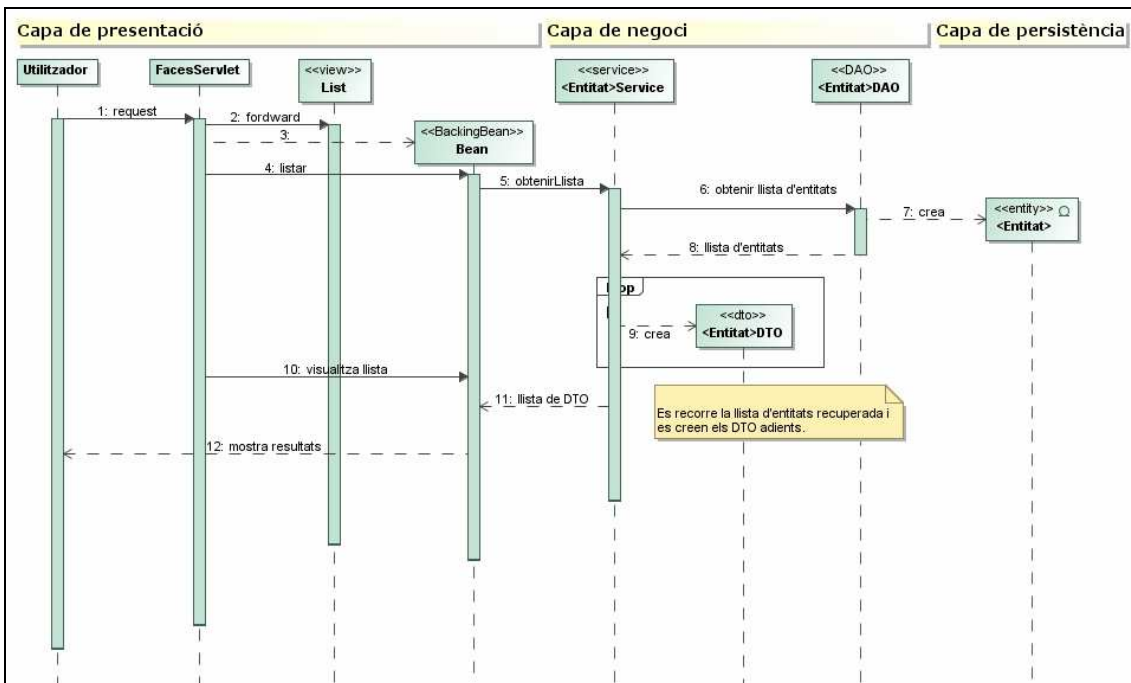 Capa de presentació
Capa de negoci
Capa de persistència
Utilitzador
FacesServlet
<<view>>
List
<<service>>
<Entitat>Service
<<DAO>>
<Entitat>DAO
1: request
2: fordward
3:
<<BackingBean>>
Bean
4: llistar
5: obtenirLlista
6: obtenir llista d'entitats
7: crea
<<entity>>
<Entitat>
8: llista d'entitats
<<dto>>
<Entitat>DTO
9: crea
10: visualitza llista
11: llista de DTO
Es recorre la llista d'entitats recuperada i
es creen els DTO adients.
12: mostra resultats